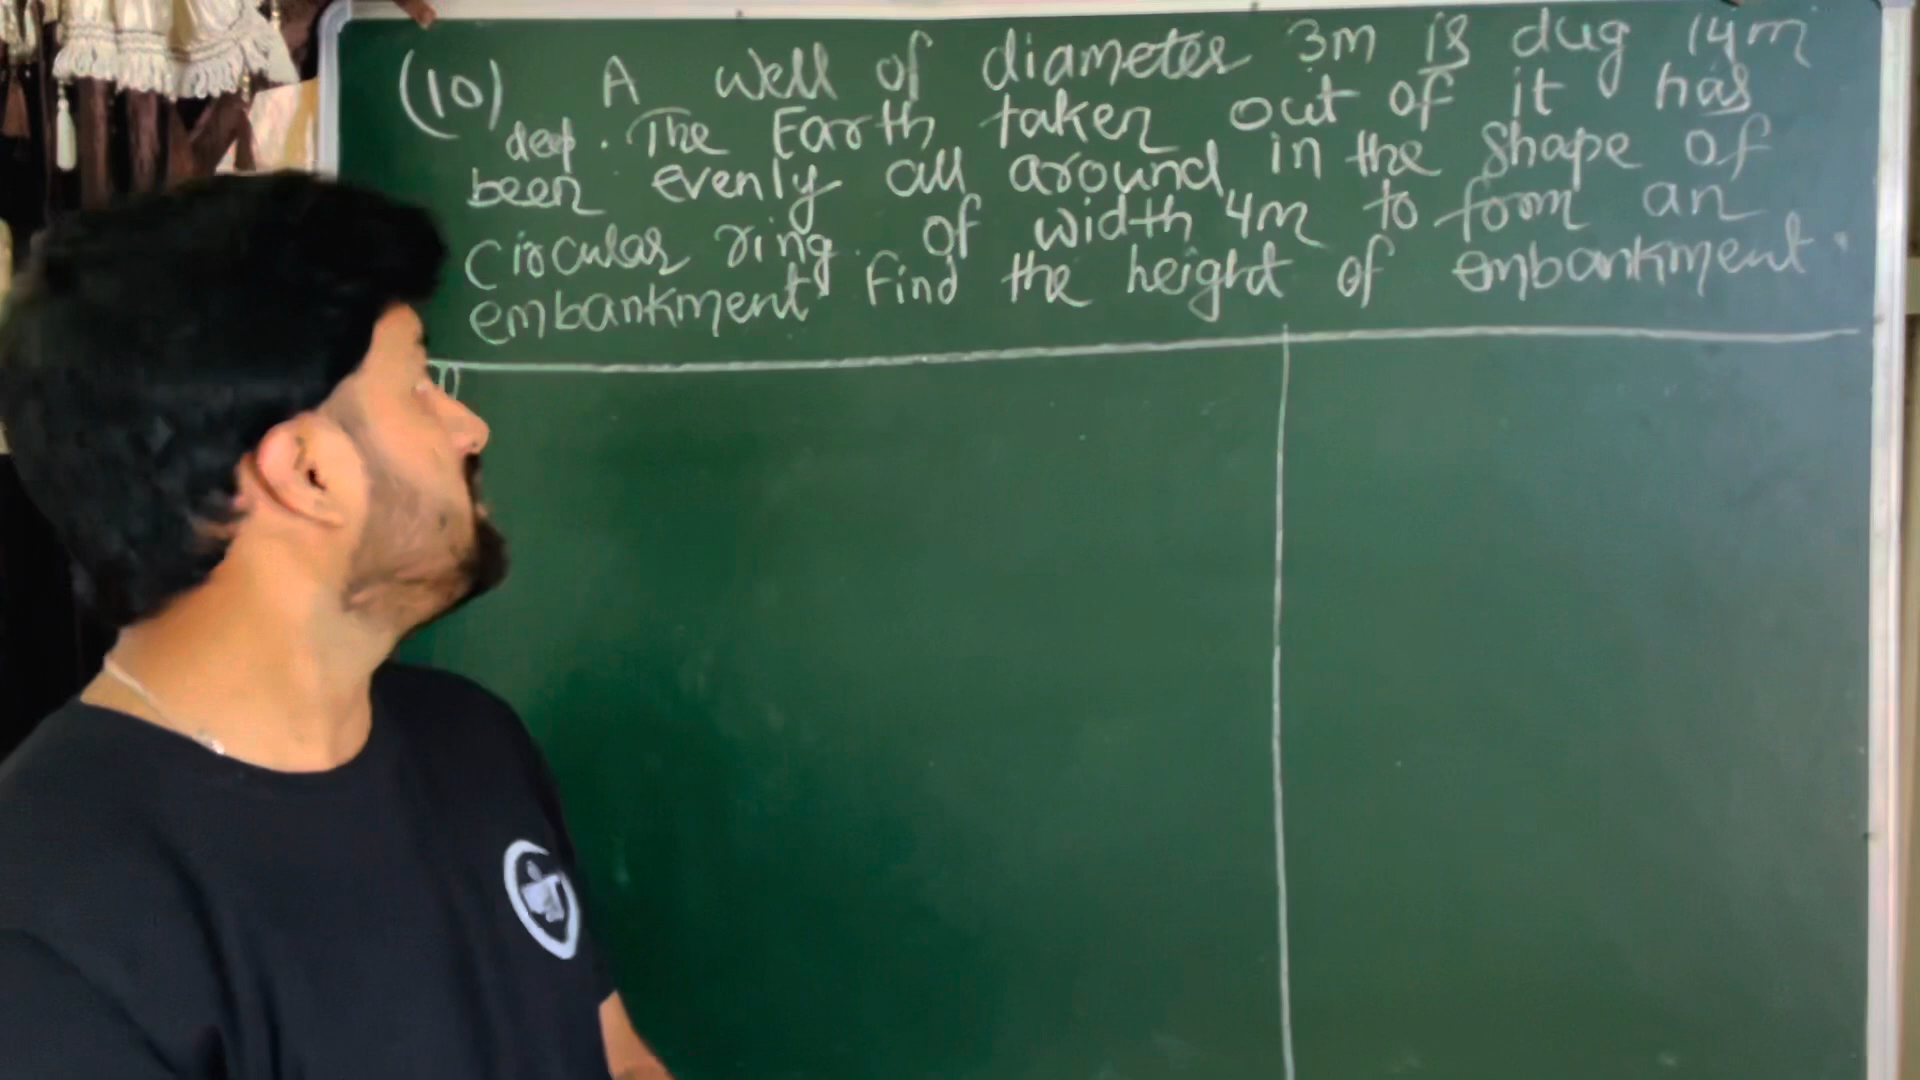 (10) A well of diameter 3m is dug 14m
deep. The Earth taken out of it has
been evenly all around in the shape of
Circular ring of width 4m to form an
embankment. Find the height of embankment.